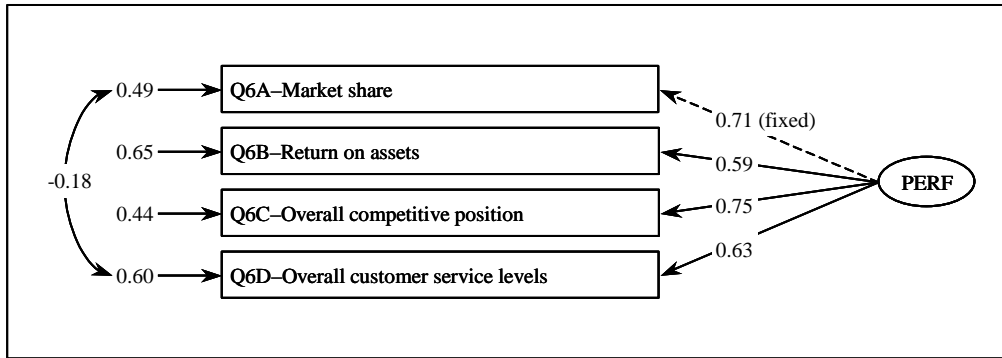 0.49
Q6A–Market share
0.71 (fixed)
0.65
Q6B–Return on assets
0.59
-0.18
PERF
0.44
Q6C–Overall competitive position
0.75
0.63
0.60
Q6D–Overall customer service levels